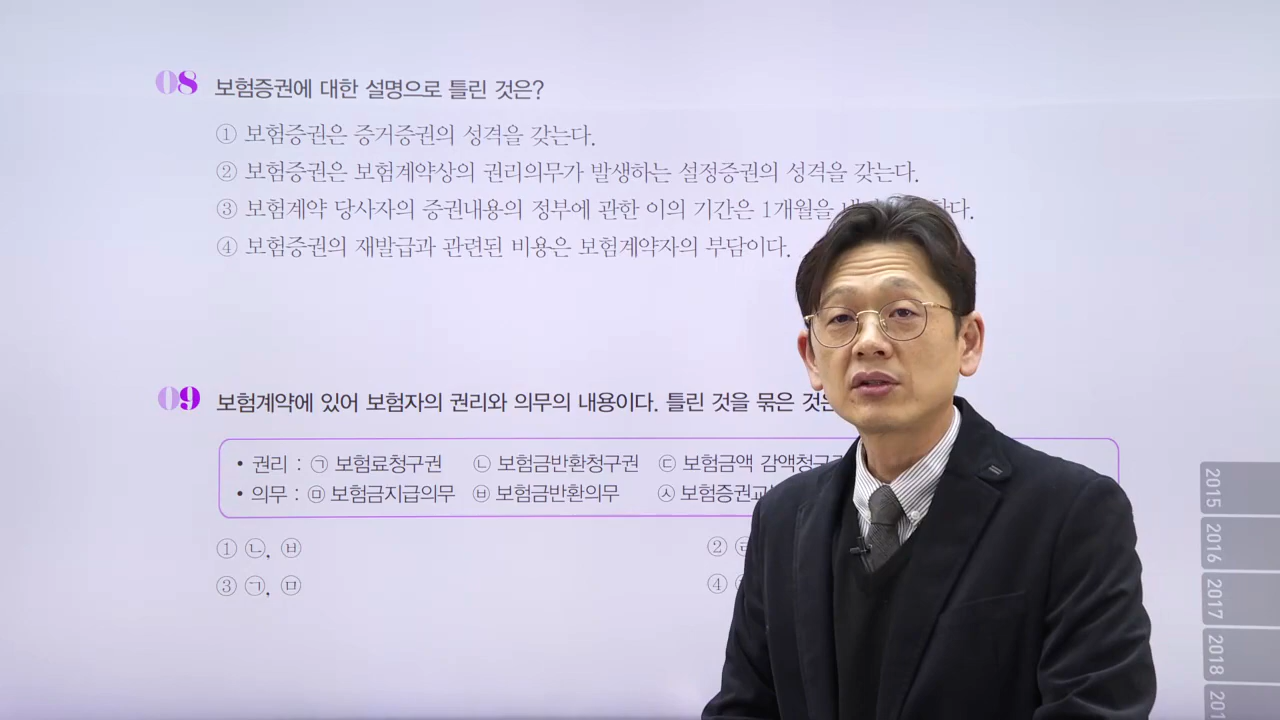 08 보험증권에 대한 설명으로 틀린 것은?
① 보험증권은 증거증권의 성격을 갖는다.
② 보험증권은 보험계약상의 권리의무가 발생하는 설정증권의 성격을 갖는다.
③ 보험계약 당사자의 증권내용의 정부에 관한 이의 기간은 1개월을
④ 보험증권의 재발급과 관련된 비용은 보험계약자의 부담이다.
09 보험계약에 있어 보험자의 권리와 의무의 내용이다. 틀린 것을 묶은 것은
• 권리 : ㉠ 보험료청구권 ㉡ 보험금반환청구권 ㉢ 보험금액 감액청구
• 의무 : ㉤ 보험금지급의무 ㉥ 보험금반환의무 ㉦ 보험증권교
① ㉡, ㉥ ②
③ ㉠, ㉤ ④
2015
2016
2017
2018
201